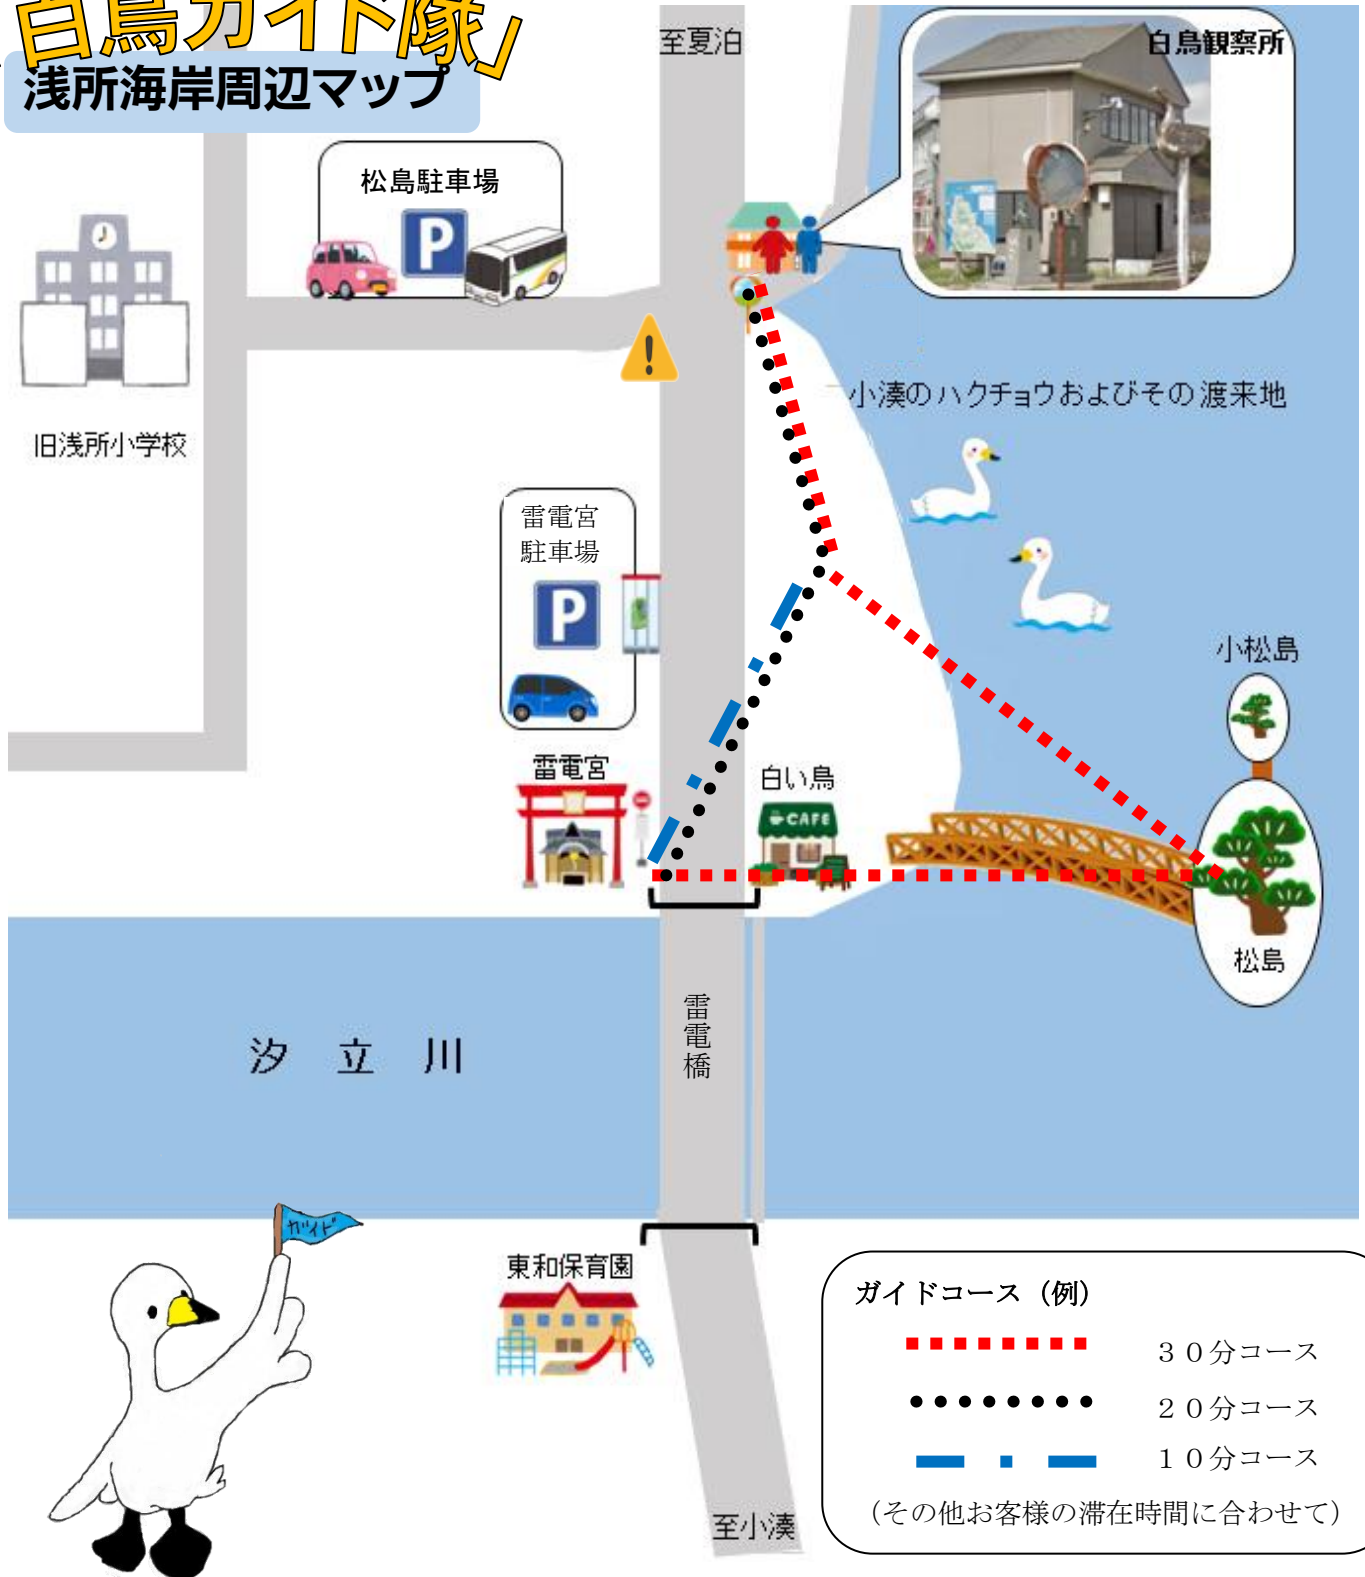 白鳥ガイド隊」
浅所海岸周辺マップ
至夏泊
白鳥観察所
松島駐車場
P
旧浅所小学校
小湊のハクチョウおよびその渡来地
雷電宮
駐車場
P
小松島
雷電宮
白い鳥
CAFE
松島
雷電橋
汐立川
ガイド
東和保育園
ガイドコース（例）
３０分コース
２０分コース
１０分コース
（その他お客様の滞在時間に合わせて）
至小湊